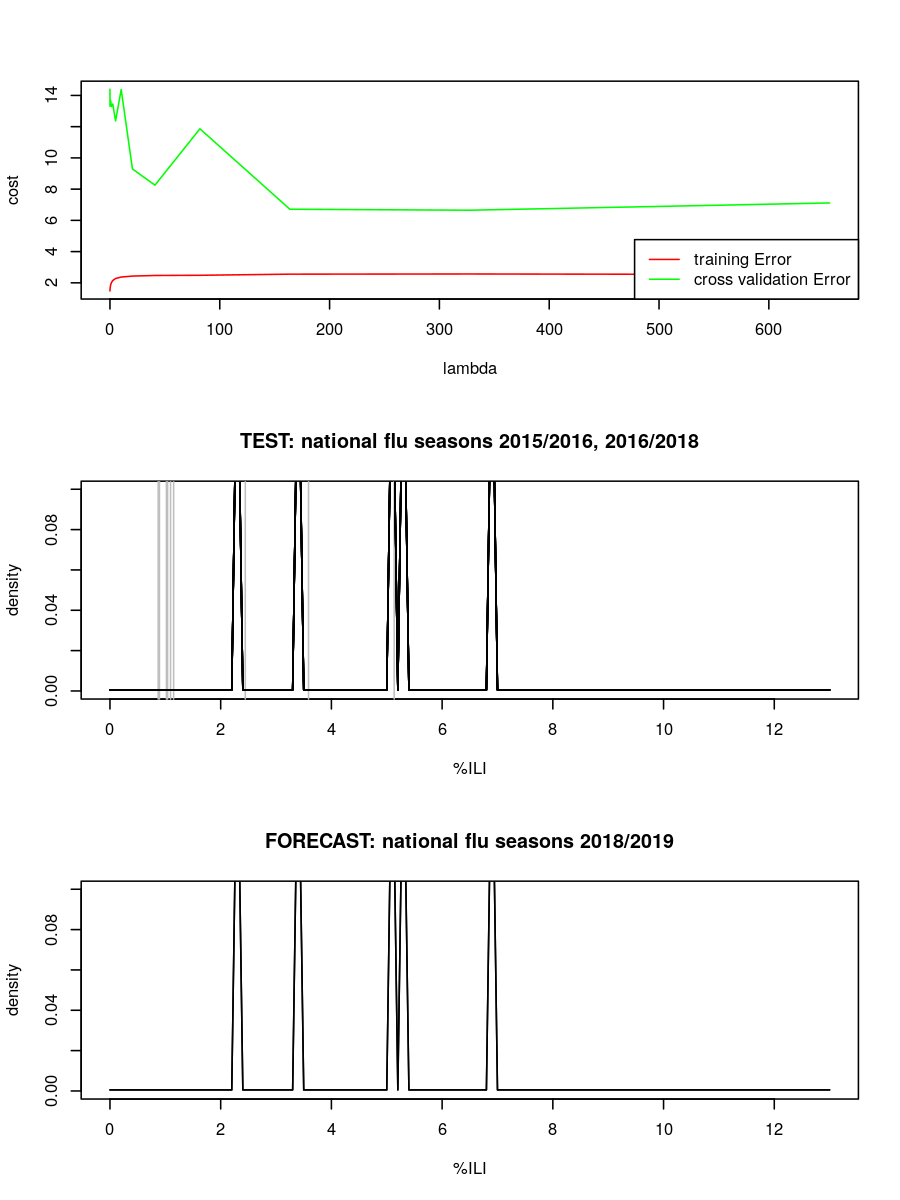 14
10
8
6
4
2
cost
training Error
cross validation Error
0 100 200 300 400 500 600
lambda
TEST: national flu seasons 2015/2016, 2016/2018
0.08
0.04
0.00
density
0 2 4 6 8 10 12
%ILI
FORECAST: national flu seasons 2018/2019
0.08
0.04
0.00
density
0 2 4 6 8 10 12
%ILI